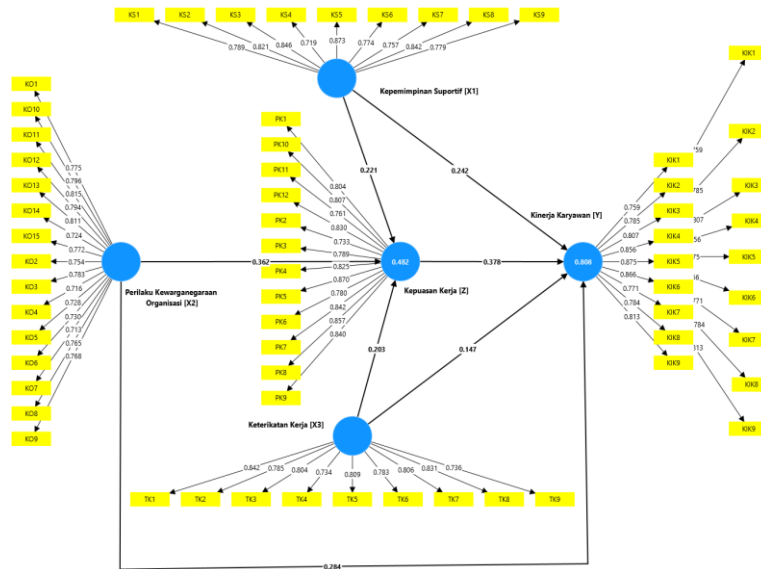 KS1 KS2 KS3 KS4 KS5 KS6 KS7 KS8 KS9
0.789 0.821 0.846 0.719 0.873 0.774 0.757 0.842 0.779
Kepemimpinan Suportif [X1]
KO1
KO10
KO11
KO12
KO13
KO14
KO15
KO2
KO3
KO4
KO5
KO6
KO7
KO8
KO9
0.775
0.796
0.815
0.794
0.811
0.724
0.772
0.754
0.783
0.716
0.728
0.730
0.713
0.765
0.768
Perilaku Kewarganegaraan
Organisasi [X2]
PK1
PK10
PK11
PK12
PK2
PK3
PK4
PK5
PK6
PK7
PK8
PK9
0.804
0.807
0.761
0.830
0.733
0.789
0.825
0.870
0.780
0.842
0.857
0.840
0.221
0.242
0.362
0.482
Kepuasan Kerja [Z]
0.378
0.203
0.147
0.284
Kinerja Karyawan [Y]
0.808
0.759
0.785
0.807
0.856
0.875
0.866
0.771
0.784
0.813
KIK1
KIK2
KIK3
KIK4
KIK5
KIK6
KIK7
KIK8
KIK9
759
785
807
56
75
771
784
813
KIK1
KIK2
KIK3
KIK4
KIK5
KIK6
KIK7
KIK8
KIK9
Keterikatan Kerja [X3]
0.842 0.785 0.804 0.734 0.809 0.783 0.806 0.831 0.736
TK1 TK2 TK3 TK4 TK5 TK6 TK7 TK8 TK9